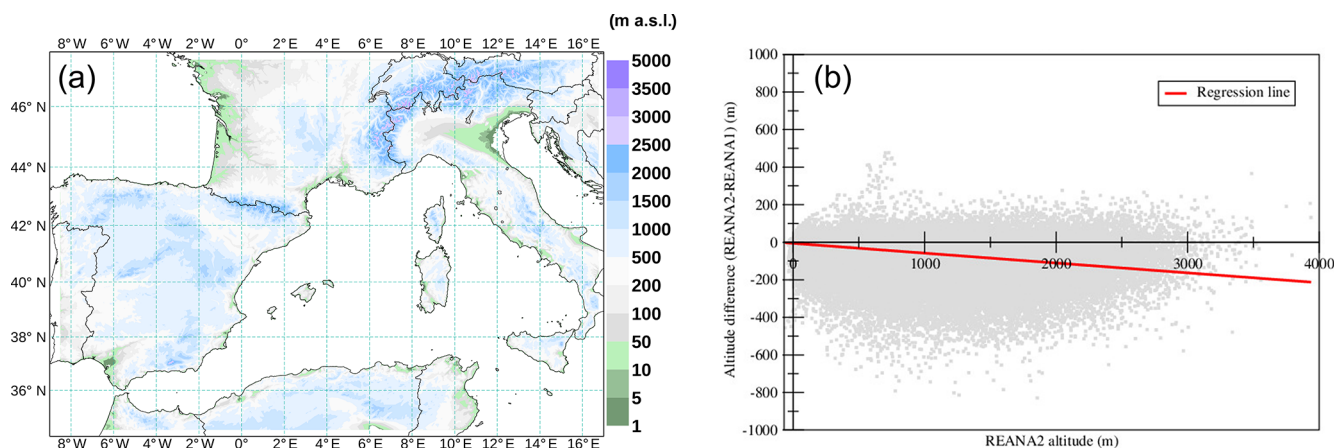 (m a.s.l.)
8°W 6°W 4°W 2°W 0° 2°E 4°E 6°E 8°E 10°E 12°E 14°E 16°E
(a)
46° N
44° N
42° N
40° N
38° N
36° N
8°W 6°W 4°W 2°W 0° 2°E 4°E 6°E 8°E 10°E 12°E 14°E 16°E
5000
3500
3000
2500
2000
1500
1000
500
200
100
50
10
5
1
(b)
Regression line
Altitude difference (REANA2-REANA1) (m)
1000
800
600
400
200
0
-200
-400
-600
-800
-1000
0 1000 2000 3000 4000
REANA2 altitude (m)